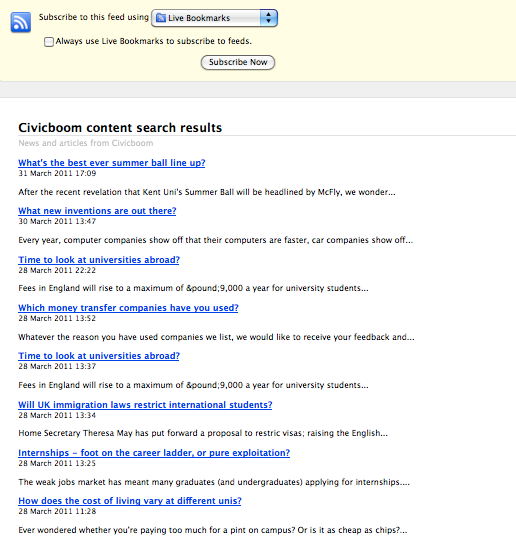 Subscribe to this feed using Live Bookmarks
Always use Live Bookmarks to subscribe to feeds.
Subscribe Now
Civicboom content search results
News and articles from Civicboom
What's the best ever summer ball line up?
31 March 2011 17:09
After the recent revelation that Kent Uni's Summer Ball will be headlined by McFly, we wonder...
What new inventions are out there?
30 March 2011 13:47
Every year, computer companies show off that their computers are faster, car companies show off...
Time to look at universities abroad?
28 March 2011 22:22
Fees in England will rise to a maximum of &pound;9,000 a year for university students...
Which money transfer companies have you used?
28 March 2011 13:52
Whatever the reason you have used companies we list, we would like to receive your feedback and...
Time to look at universities abroad?
28 March 2011 13:37
Fees in England will rise to a maximum of &pound;9,000 a year for university students...
Will UK immigration laws restrict international students?
28 March 2011 13:34
Home Secretary Theresa May has put forward a proposal to restric visas; raising the English...
Internships - foot on the career ladder, or pure exploitation?
28 March 2011 13:25
The weak jobs market has meant many graduates (and undergraduates) applying for internships....
How does the cost of living vary at different unis?
28 March 2011 11:28
Ever wondered whether you're paying too much for a pint on campus? Or is it as cheap as chips?...